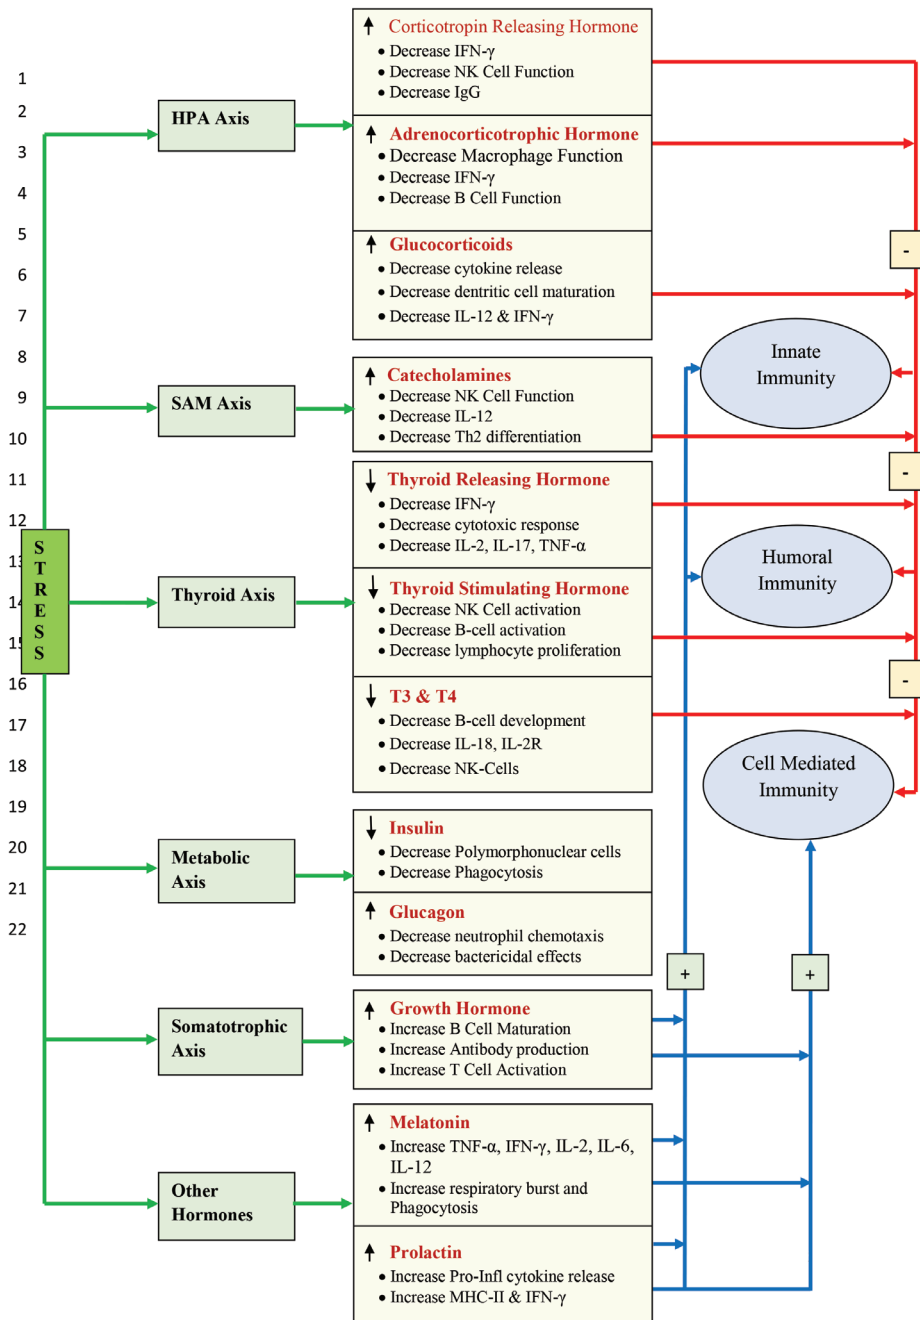 1
2
3
4
5
6
7
8
9
10
11
12
13
14
15
16
17
18
19
20
21
22
STRESS
HPA Axis
SAM Axis
Thyroid Axis
Metabolic
Axis
Somatotrophic
Axis
Other
Hormones
Corticotropin Releasing Hormone
• Decrease IFN-γ
• Decrease NK Cell Function
• Decrease IgG
Adrenocorticotrophic Hormone
• Decrease Macrophage Function
• Decrease IFN-γ
• Decrease B Cell Function
Glucocorticoids
• Decrease cytokine release
• Decrease dentritic cell maturation
• Decrease IL-12 & IFN-γ
Catecholamines
• Decrease NK Cell Function
• Decrease IL-12
• Decrease Th2 differentiation
Thyroid Releasing Hormone
• Decrease IFN-γ
• Decrease cytotoxic response
• Decrease IL-2, IL-17, TNF-α
Thyroid Stimulating Hormone
• Decrease NK Cell activation
• Decrease B-cell activation
• Decrease lymphocyte proliferation
T3 & T4
• Decrease B-cell development
• Decrease IL-18, IL-2R
• Decrease NK-Cells
Insulin
• Decrease Polymorphonuclear cells
• Decrease Phagocytosis
Glucagon
• Decrease neutrophil chemotaxis
• Decrease bactericidal effects
Growth Hormone
• Increase B Cell Maturation
• Increase Antibody production
• Increase T Cell Activation
Melatonin
• Increase TNF-α, IFN-γ, IL-2, IL-6,
IL-12
• Increase respiratory burst and
Phagocytosis
Prolactin
• Increase Pro-Infl cytokine release
• Increase MHC-II & IFN-γ
-
Innate
Immunity
-
Humoral
Immunity
-
Cell Mediated
Immunity
+
+